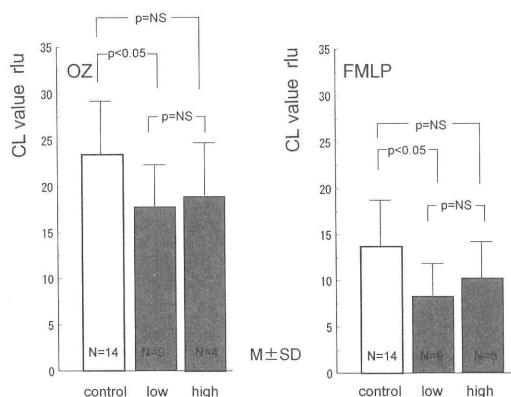 p=NS
p<0.05
OZ
p=NS
CL value rlu
35
30
25
20
15
10
5
0
N=14
N=9
N=4
control
low
high
M±SD
FMLP
p=NS
p<0.05
p=NS
CL value rlu
35
30
25
20
15
10
5
0
N=14
N=9
N=5
control
low
high